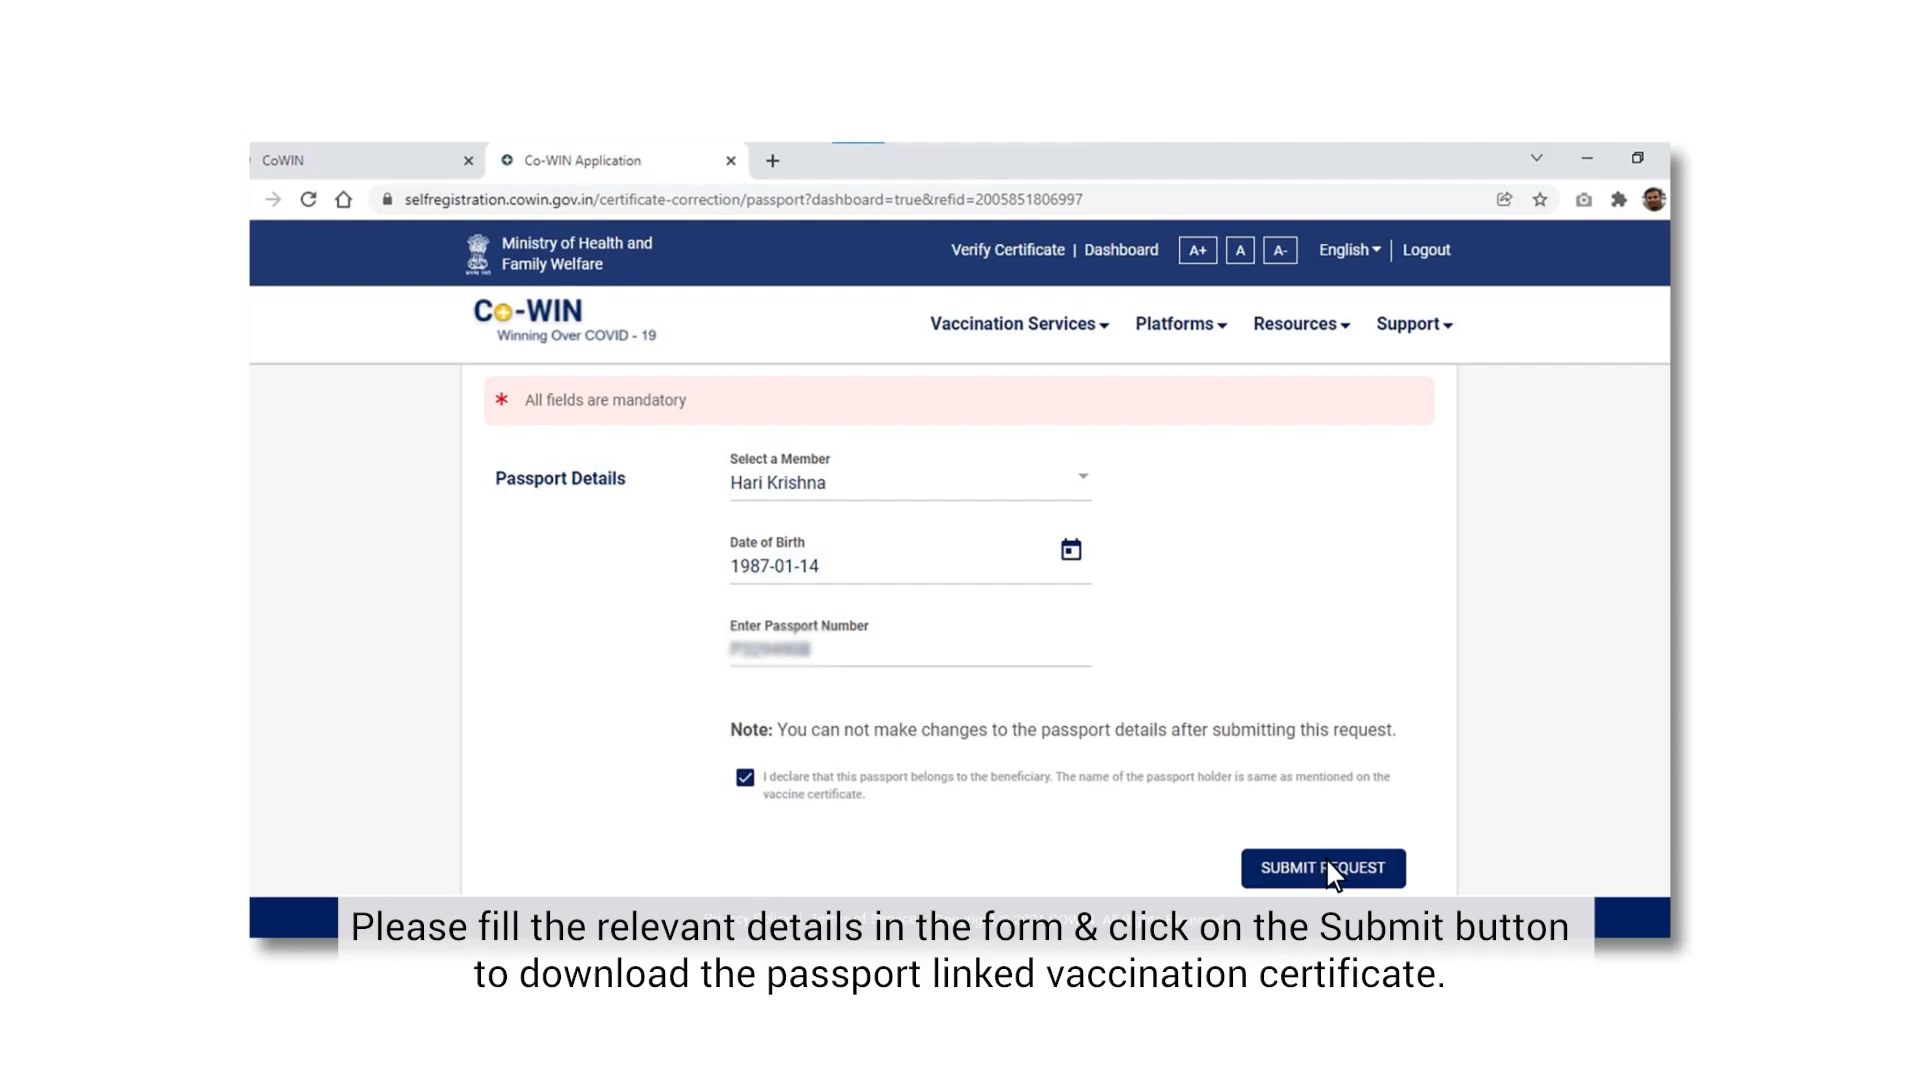 CoWIN
Co-WIN Application
selfregistration.cowin.gov.in/certificate-correction/passport?dashboard=true&refid=2005851806997
Ministry of Health and
Family Welfare
Verify Certificate | Dashboard A+ A A- English | Logout
Co-WIN
Winning Over COVID - 19
Vaccination Services Platforms Resources Support
* All fields are mandatory
Passport Details
Select a Member
Hari Krishna
Date of Birth
1987-01-14
Enter Passport Number
Note: You can not make changes to the passport details after submitting this request.
I declare that this passport belongs to the beneficiary. The name of the passport holder is same as mentioned on the
vaccine certificate.
SUBMIT REQUEST
Please fill the relevant details in the form & click on the Submit button
to download the passport linked vaccination certificate.